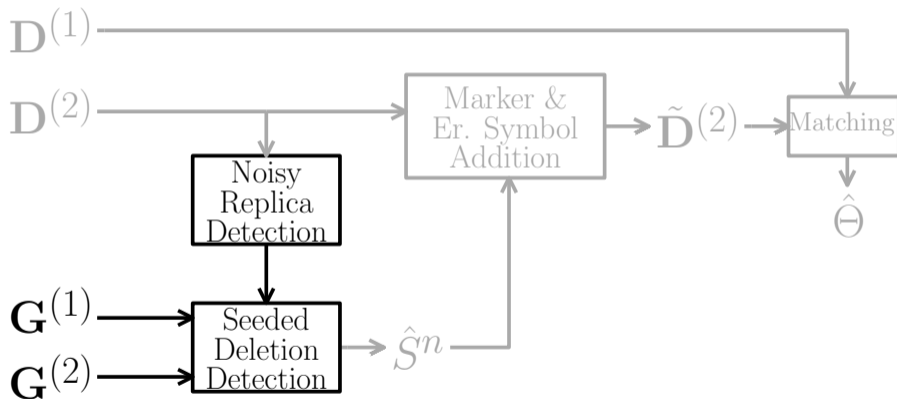 D(1)
D(2)
Marker &
Er. Symbol
Addition
D̃(2)
Matching
Θ̂
Noisy
Replica
Detection
G(1)
G(2)
Seeded
Deletion
Detection
Ŝn